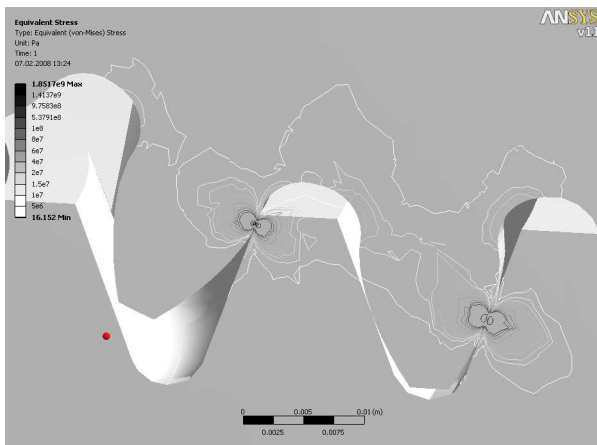 Equivalent Stress
Type: Equivalent (von-Mises) Stress
Unit: Pa
Time: 1
07.02.2008 13:24
1.8517e9 Max
1.4137e9
9.7583e8
5.3791e8
1e8
8e7
6e7
4e7
2e7
1.5e7
1e7
5e6
16.152 Min
ANSYS
v11
0 0.005 0.01 (m)
0.0025 0.0075